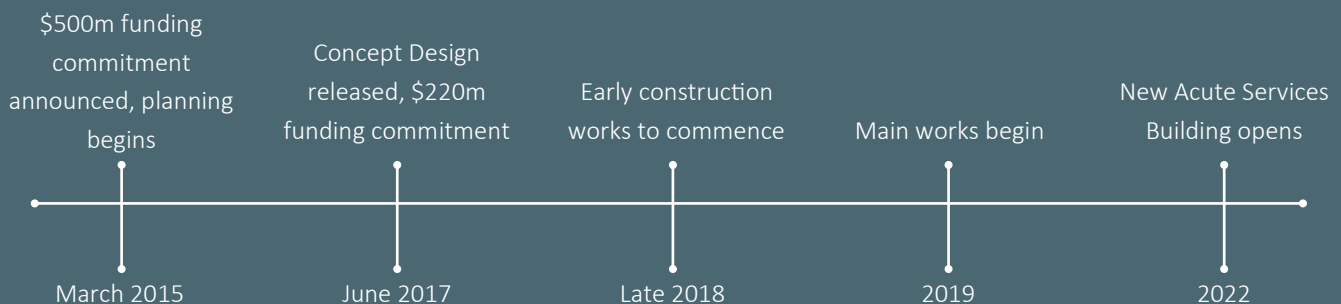 $500m funding
commitment
announced, planning
begins
Concept Design
released, $220m
funding commitment
Early construction
works to commence
Main works begin
New Acute Services
Building opens
March 2015
June 2017
Late 2018
2019
2022